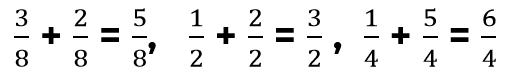 3/8 + 2/8 = 5/8, 1/2 + 2/2 = 3/2, 1/4 + 5/4 = 6/4